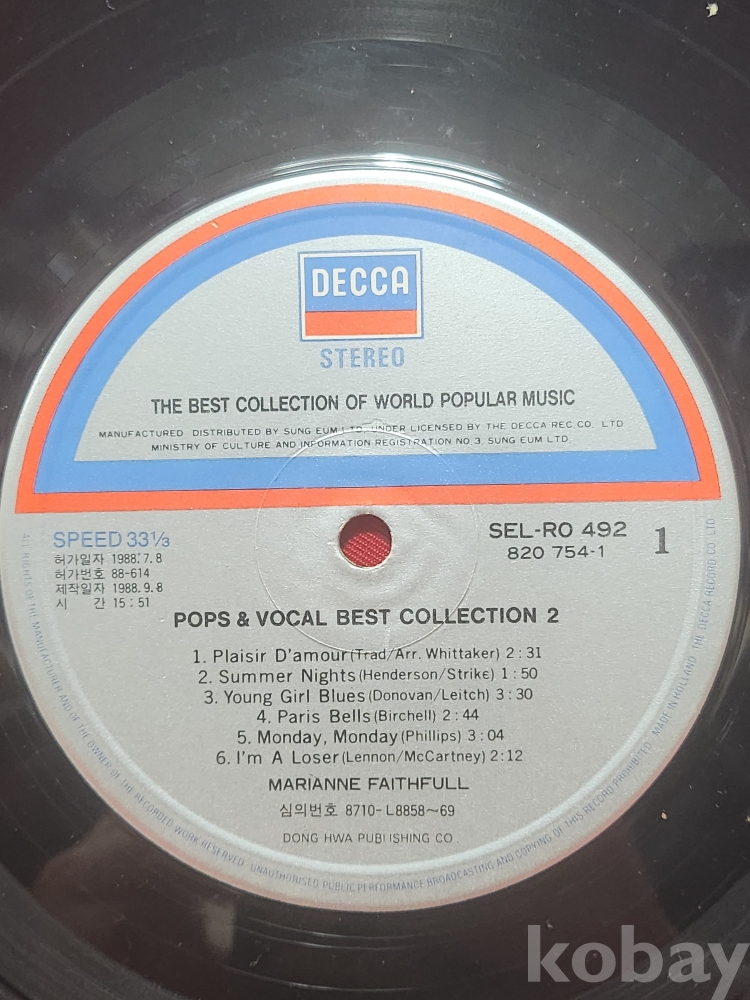 DECCA
STEREO
THE BEST COLLECTION OF WORLD POPULAR MUSIC
MANUFACTURED DISTRIBUTED BY SUNG EUM LTD. UNDER LICENSED BY THE DECCA REC. CO. LTD
MINISTRY OF CULTURE AND INFORMATION REGISTRATION NO. 3. SUNG EUM LTD.
SPEED 33⅓
허가일자 1988.7.8
허가번호 88-614
제작일자 1988.9.8
시 간 15:51
SEL-RO 492
820 754-1
1
POPS & VOCAL BEST COLLECTION 2
1. Plaisir D'amour (Trad/Arr. Whittaker) 2:31
2. Summer Nights (Henderson/Strike) 1:50
3. Young Girl Blues (Donovan/Leitch) 3:30
4. Paris Bells (Birchell) 2:44
5. Monday, Monday (Phillips) 3:04
6. I'm A Loser (Lennon/McCartney) 2:12
MARIANNE FAITHFULL
심의번호 8710-L8858~69
DONG HWA PUBLISHING CO.
ALL RIGHTS OF THE MANUFACTURER AND OF THE OWNER OF THE RECORDED WORK RESERVED. UNAUTHORISED PUBLIC PERFORMANCE BROADCASTING AND COPYING OF THIS RECORD PROHIBITED. MADE IN HOLLAND THE DECCA RECORD CO. LTD.
kobay